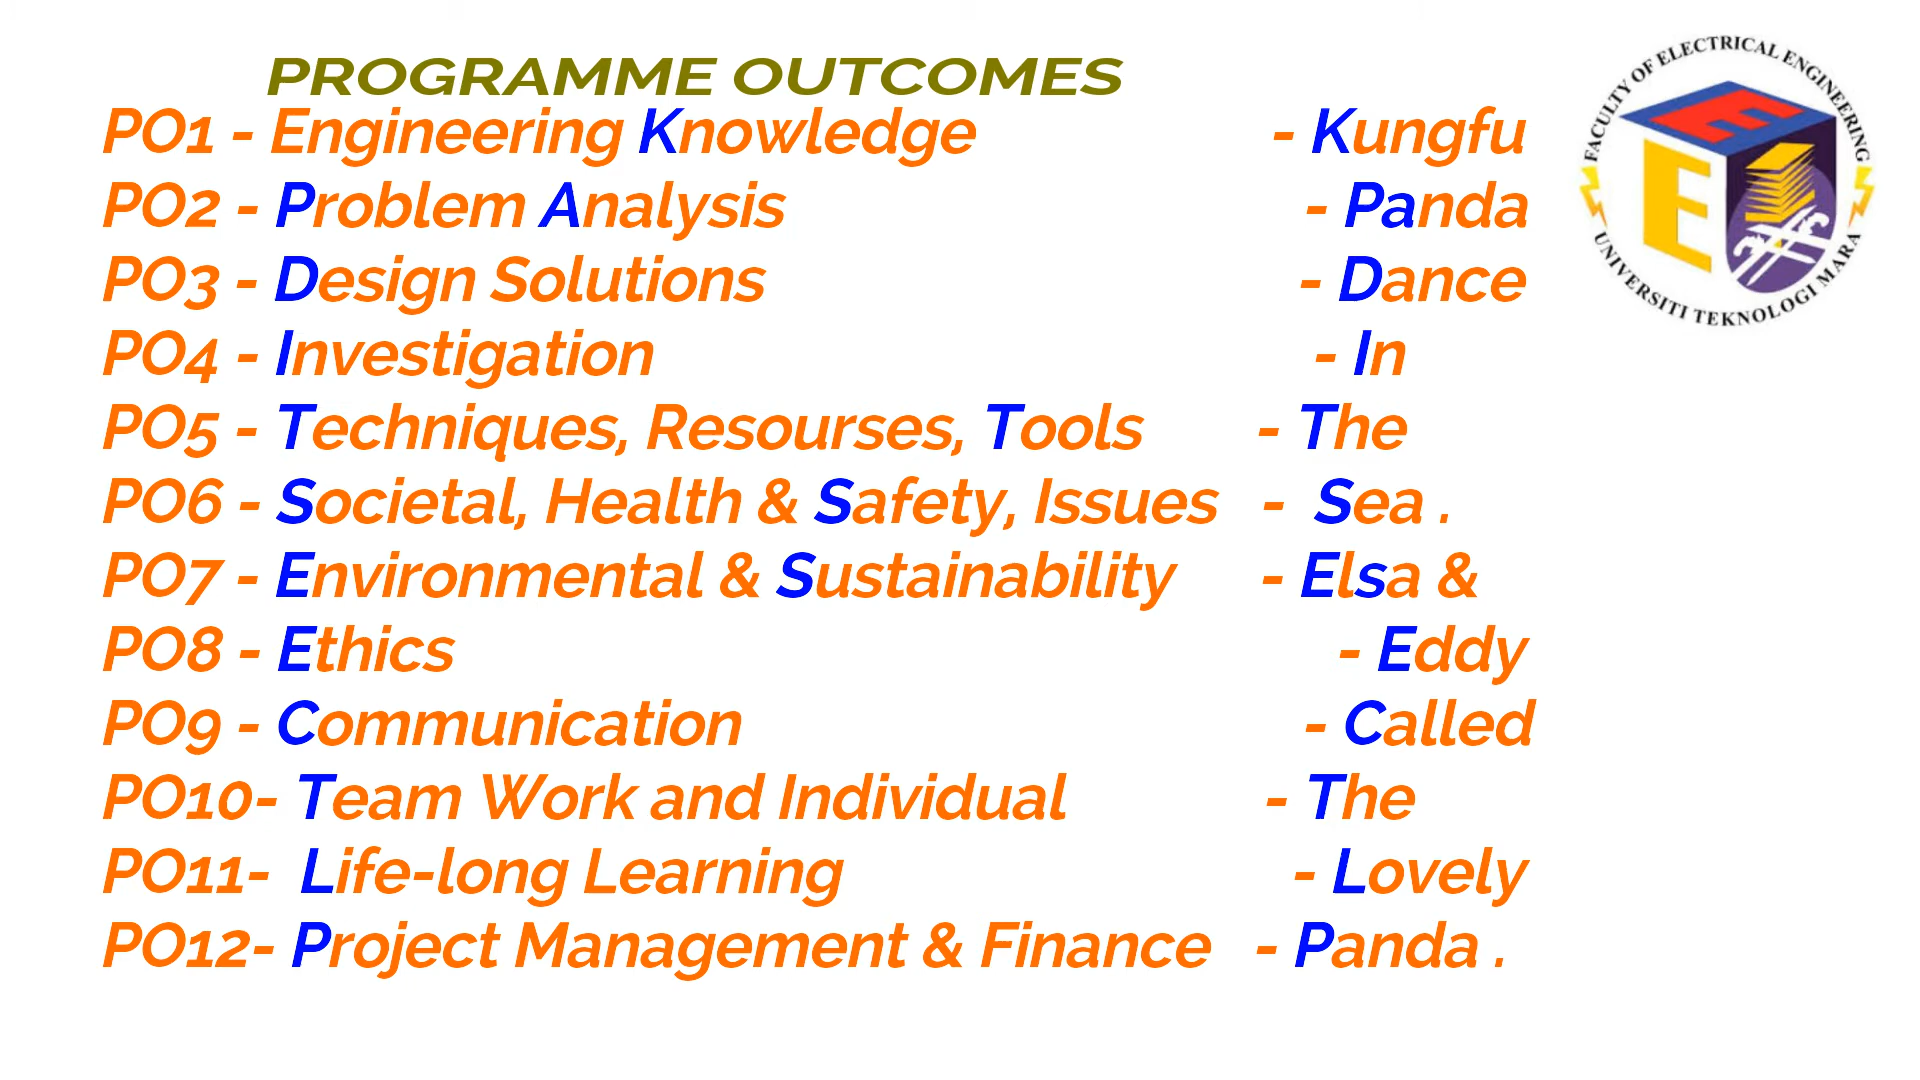 PROGRAMME OUTCOMES
PO1 - Engineering Knowledge - Kungfu
PO2 - Problem Analysis - Panda
PO3 - Design Solutions - Dance
PO4 - Investigation - In
PO5 - Techniques, Resourses, Tools - The
PO6 - Societal, Health & Safety, Issues - Sea .
PO7 - Environmental & Sustainability - Elsa &
PO8 - Ethics - Eddy
PO9 - Communication - Called
PO10- Team Work and Individual - The
PO11- Life-long Learning - Lovely
PO12- Project Management & Finance - Panda .
FACULTY OF ELECTRICAL ENGINEERING
E
E
UNIVERSITI TEKNOLOGI MARA